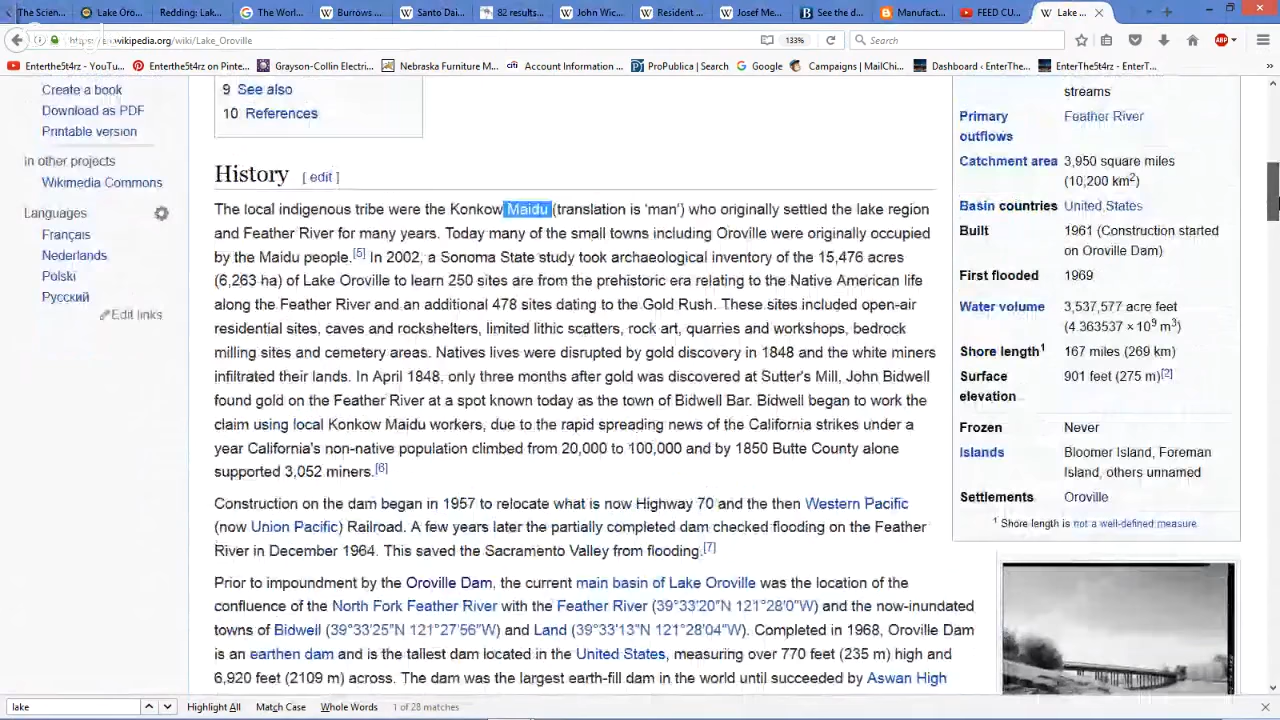 The Scien
Lake Oro...
Redding: Lak...
The Worl...
Burrows ...
Santo Dai...
82 results...
John Wic...
Resident ...
Josef Me...
See the d...
Manufact...
FEED CU...
Lake ...
wikipedia.org/wiki/Lake_Oroville
133%
Search
Enterthe5t4rz - YouTu...
Enterthe5t4rz on Pinte...
Grayson-Collin Electri...
Nebraska Furniture M...
Account Information ...
ProPublica | Search
Google
Campaigns | MailChi...
Dashboard ‹ EnterThe...
EnterThe5t4rz - EnterT...
Create a book
Download as PDF
Printable version
In other projects
Wikimedia Commons
Languages
Français
Nederlands
Polski
Русский
Edit links
9 See also
10 References
History [ edit ]
The local indigenous tribe were the Konkow Maidu (translation is 'man') who originally settled the lake region
and Feather River for many years. Today many of the small towns including Oroville were originally occupied
by the Maidu people.[5] In 2002, a Sonoma State study took archaeological inventory of the 15,476 acres
(6,263 ha) of Lake Oroville to learn 250 sites are from the prehistoric era relating to the Native American life
along the Feather River and an additional 478 sites dating to the Gold Rush. These sites included open-air
residential sites, caves and rockshelters, limited lithic scatters, rock art, quarries and workshops, bedrock
milling sites and cemetery areas. Natives lives were disrupted by gold discovery in 1848 and the white miners
infiltrated their lands. In April 1848, only three months after gold was discovered at Sutter's Mill, John Bidwell
found gold on the Feather River at a spot known today as the town of Bidwell Bar. Bidwell began to work the
claim using local Konkow Maidu workers, due to the rapid spreading news of the California strikes under a
year California's non-native population climbed from 20,000 to 100,000 and by 1850 Butte County alone
supported 3,052 miners.[6]
Construction on the dam began in 1957 to relocate what is now Highway 70 and the then Western Pacific
(now Union Pacific) Railroad. A few years later the partially completed dam checked flooding on the Feather
River in December 1964. This saved the Sacramento Valley from flooding.[7]
Prior to impoundment by the Oroville Dam, the current main basin of Lake Oroville was the location of the
confluence of the North Fork Feather River with the Feather River (39°33′20″N 121°28′0″W) and the now-inundated
towns of Bidwell (39°33′25″N 121°27′56″W) and Land (39°33′13″N 121°28′04″W). Completed in 1968, Oroville Dam
is an earthen dam and is the tallest dam located in the United States, measuring over 770 feet (235 m) high and
6,920 feet (2109 m) across. The dam was the largest earth-fill dam in the world until succeeded by Aswan High
streams
Primary outflows Feather River
Catchment area 3,950 square miles
(10,200 km2)
Basin countries United States
Built 1961 (Construction started
on Oroville Dam)
First flooded 1969
Water volume 3,537,577 acre feet
(4.363537 × 10⁹ m3)
Shore length1 167 miles (269 km)
Surface elevation 901 feet (275 m)[2]
Frozen Never
Islands Bloomer Island, Foreman
Island, others unnamed
Settlements Oroville
1 Shore length is not a well-defined measure.
lake
Highlight All
Match Case
Whole Words
1 of 28 matches